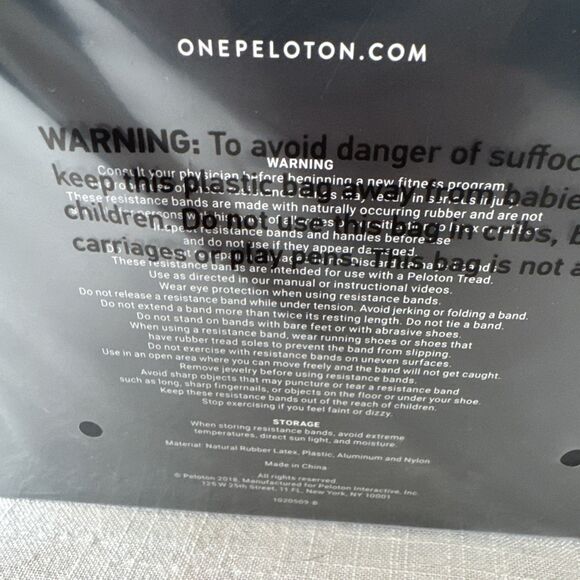 ONEPELOTON.COM
WARNING: To avoid danger of suffoc
keep this plastic bag away from babie
children. Do not use this bag in cribs, b
carriages or play pens. This bag is not a
WARNING
Consult your physician before beginning a new fitness program.
These resistance bands are made with naturally occurring rubber and are not
resistance bands and handles before use
and do not use if they appear damaged.
These resistance bands are intended for use with a Peloton Tread.
Use as directed in our manual or instructional videos.
Wear eye protection when using resistance bands.
Do not release a resistance band while under tension. Avoid jerking or folding a band.
Do not extend a band more than twice its resting length. Do not tie a band.
Do not stand on bands with bare feet or with abrasive shoes.
When using a resistance band, wear running shoes or shoes that
have rubber tread soles to prevent the band from slipping.
Do not exercise with resistance bands on uneven surfaces.
Use in an open area where you can move freely and the band will not get caught.
Remove jewelry before using resistance bands.
Avoid sharp objects that may puncture or tear a resistance band
such as long, sharp fingernails, or objects on the floor or under your shoe.
Keep these resistance bands out of the reach of children.
Stop exercising if you feel faint or dizzy.
STORAGE
When storing resistance bands, avoid extreme
temperatures, direct sun light, and moisture.
Material: Natural Rubber Latex, Plastic, Aluminum and Nylon
Made in China
All rights reserved
© Peloton 2018. Manufactured for Peloton Interactive, Inc.
125 W 25th Street, 11 FL, New York, NY, 10001
1020509-B